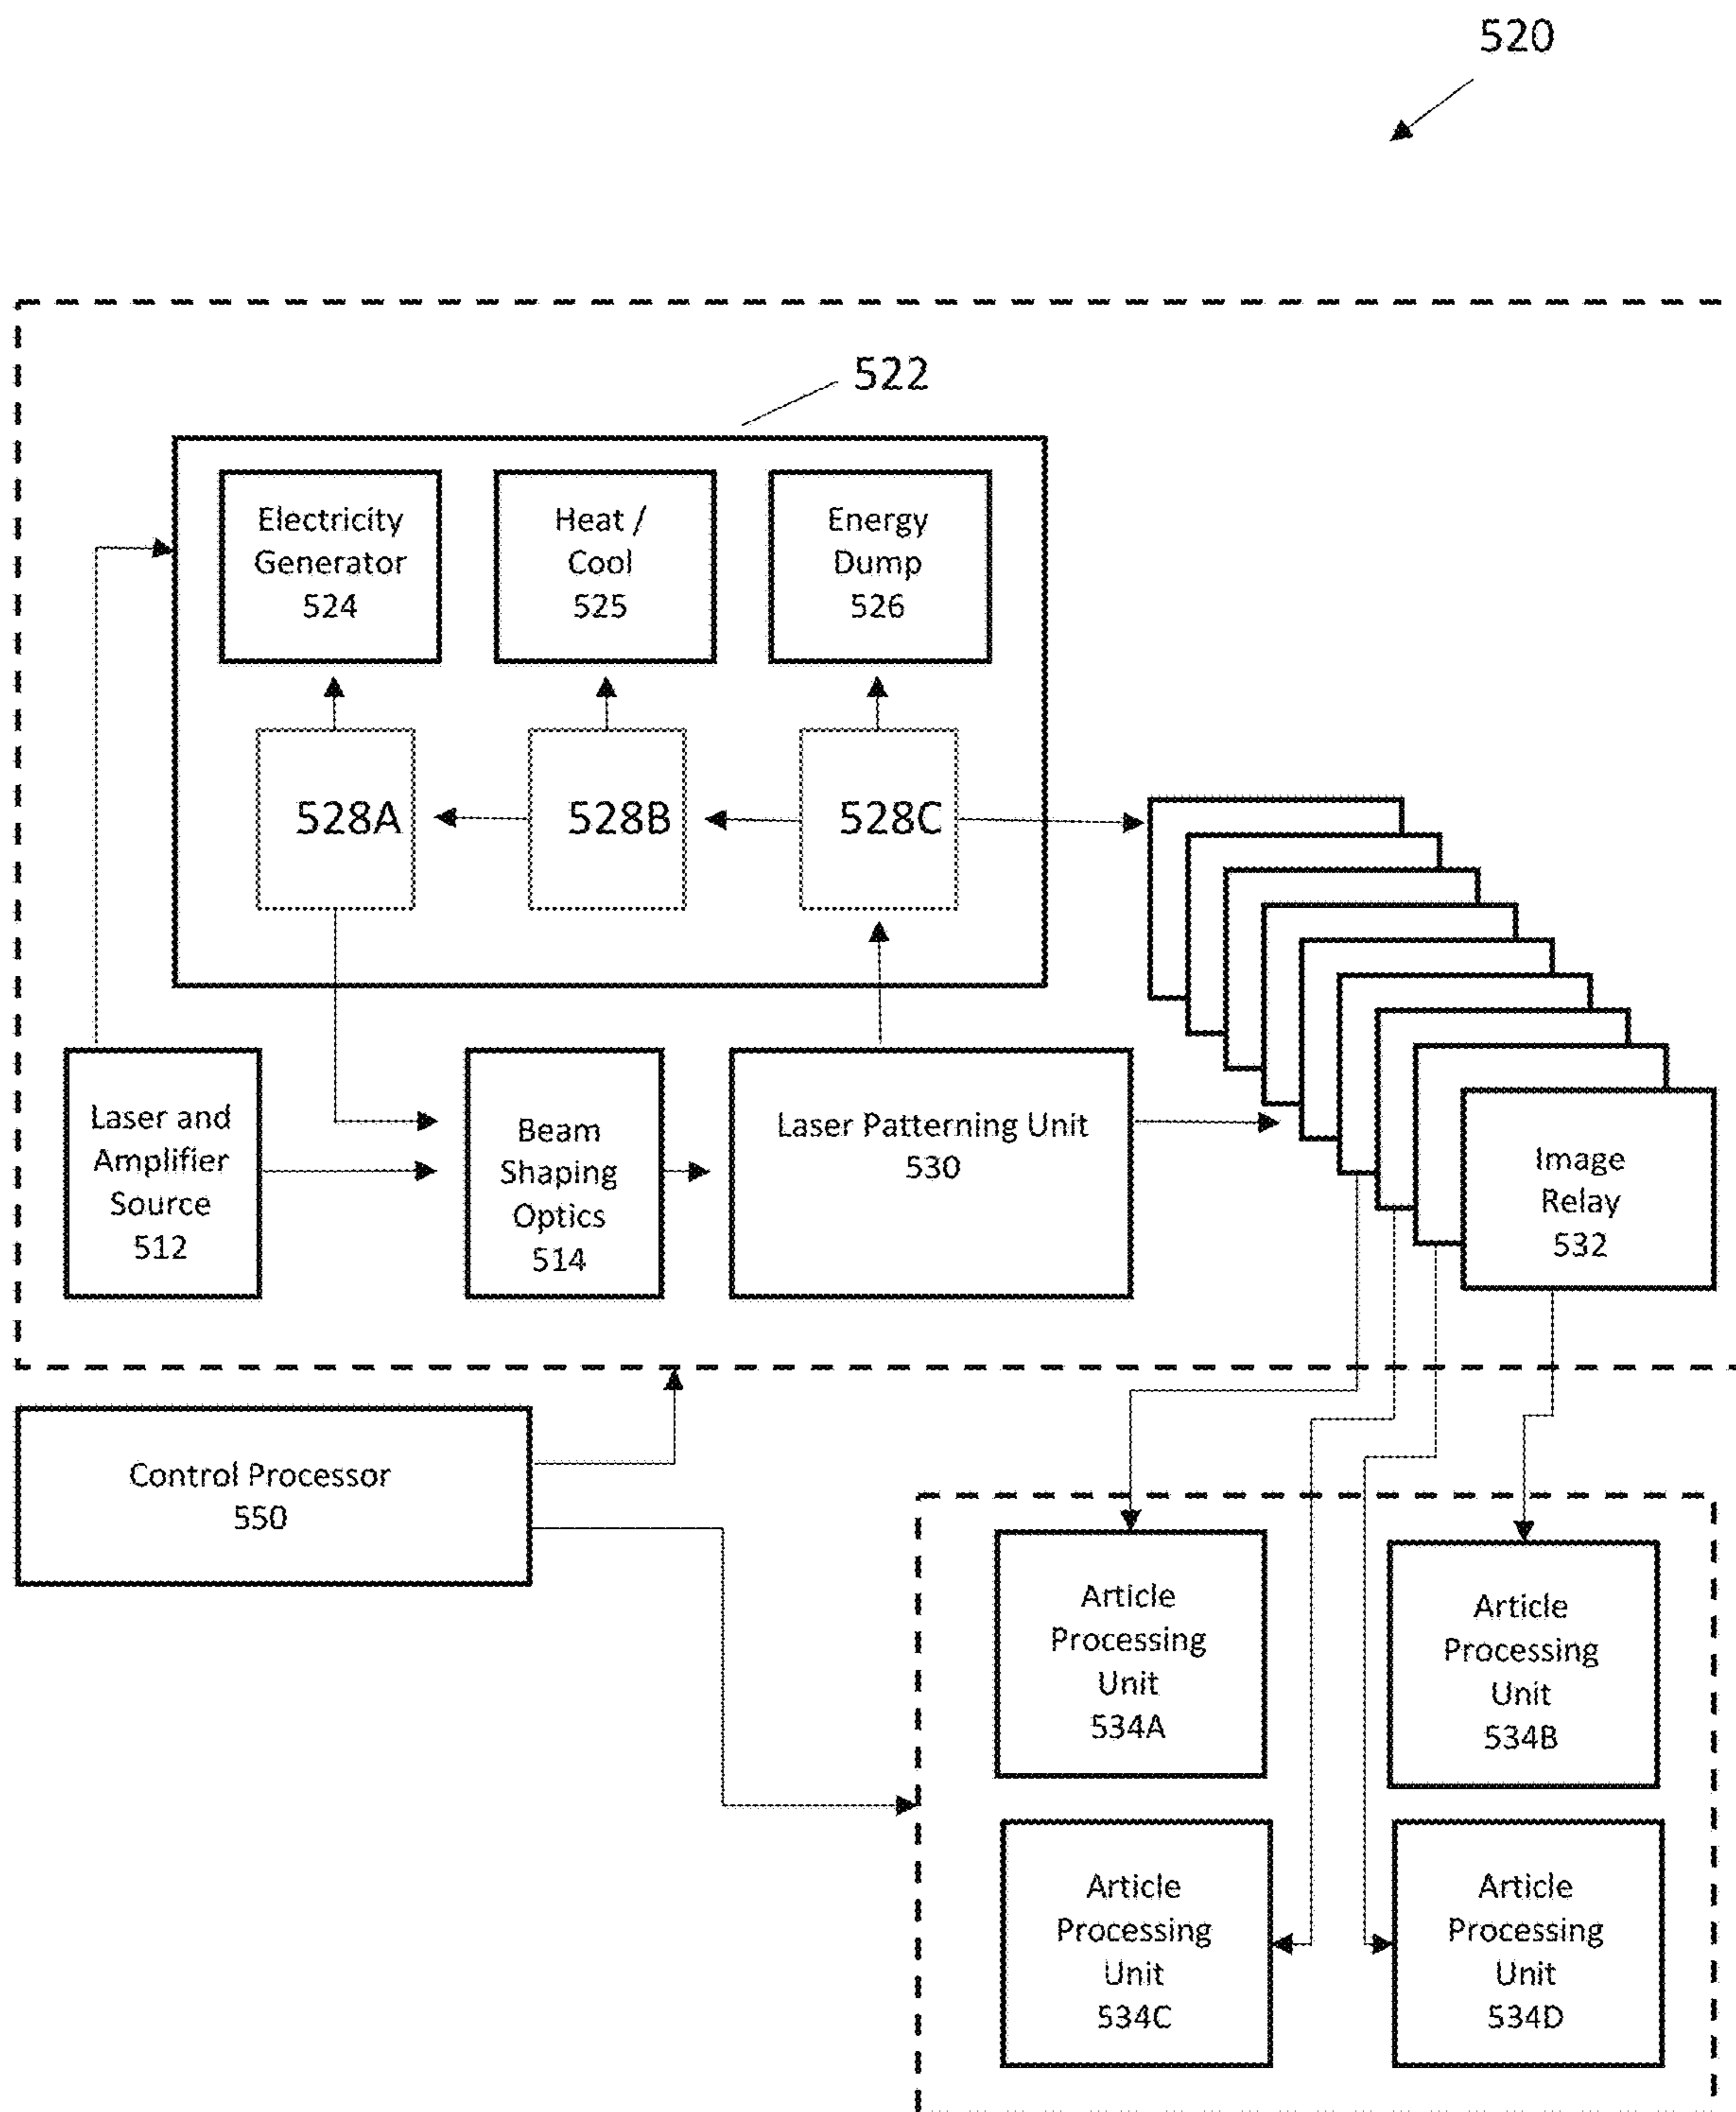 520
522
Electricity
Generator
524
Heat /
Cool
525
Energy
Dump
526
528A
528B
528C
Laser and
Amplifier
Source
512
Beam
Shaping
Optics
514
Laser Patterning Unit
530
Image
Relay
532
Control Processor
550
Article
Processing
Unit
534A
Article
Processing
Unit
534B
Article
Processing
Unit
534C
Article
Processing
Unit
534D